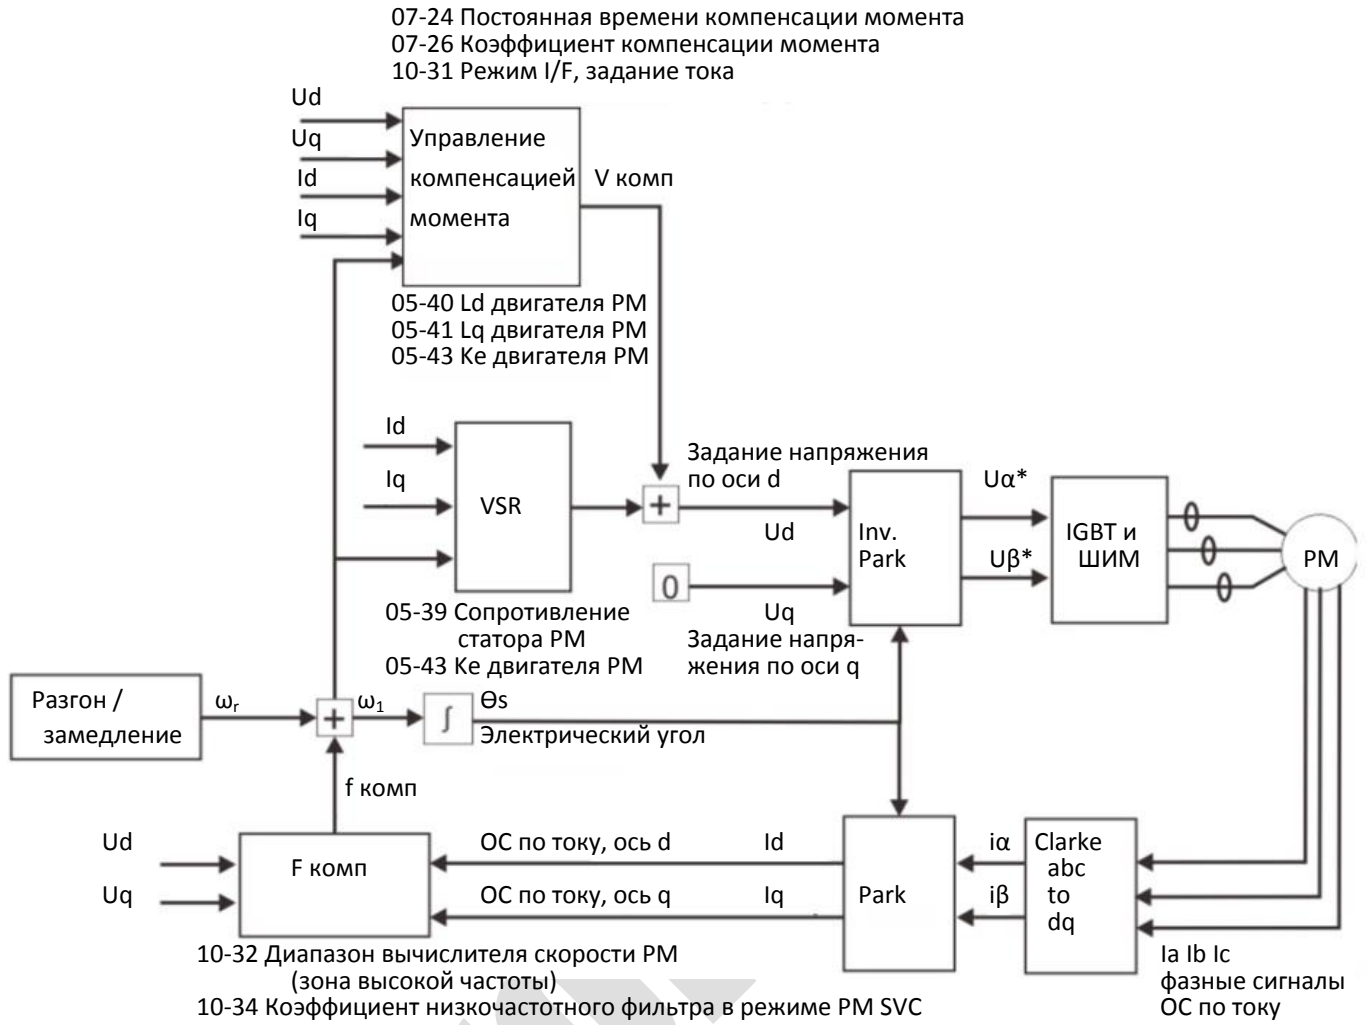 07-24 Постоянная времени компенсации момента
07-26 Коэффициент компенсации момента
10-31 Режим I/F, задание тока
Ud
Uq
Id
Iq
Управление
компенсацией
момента
V комп
05-40 Ld двигателя PM
05-41 Lq двигателя PM
05-43 Ke двигателя PM
Id
Iq
VSR
+
Задание напряжения
по оси d
Ud
0
Uq
Задание напря-
жения по оси q
Inv.
Park
Uα*
Uβ*
IGBT и
ШИМ
PM
05-39 Сопротивление
статора PM
05-43 Ke двигателя PM
Разгон /
замедление
ωr
+
ω1
∫
Θs
Электрический угол
f комп
Ud
Uq
F комп
ОС по току, ось d
Id
ОС по току, ось q
Iq
Park
iα
iβ
Clarke
abc
to
dq
Ia Ib Ic
фазные сигналы
ОС по току
10-32 Диапазон вычислителя скорости PM
(зона высокой частоты)
10-34 Коэффициент низкочастотного фильтра в режиме PM SVC